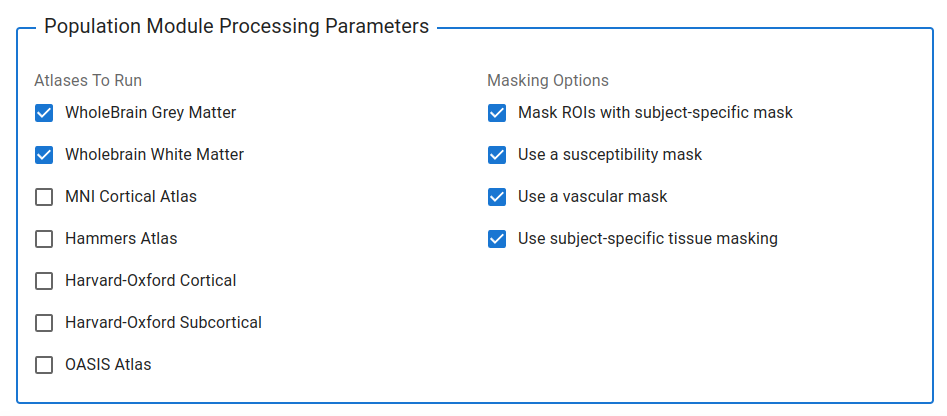 Population Module Processing Parameters
Atlases To Run
WholeBrain Grey Matter
Wholebrain White Matter
MNI Cortical Atlas
Hammers Atlas
Harvard-Oxford Cortical
Harvard-Oxford Subcortical
OASIS Atlas
Masking Options
Mask ROIs with subject-specific mask
Use a susceptibility mask
Use a vascular mask
Use subject-specific tissue masking